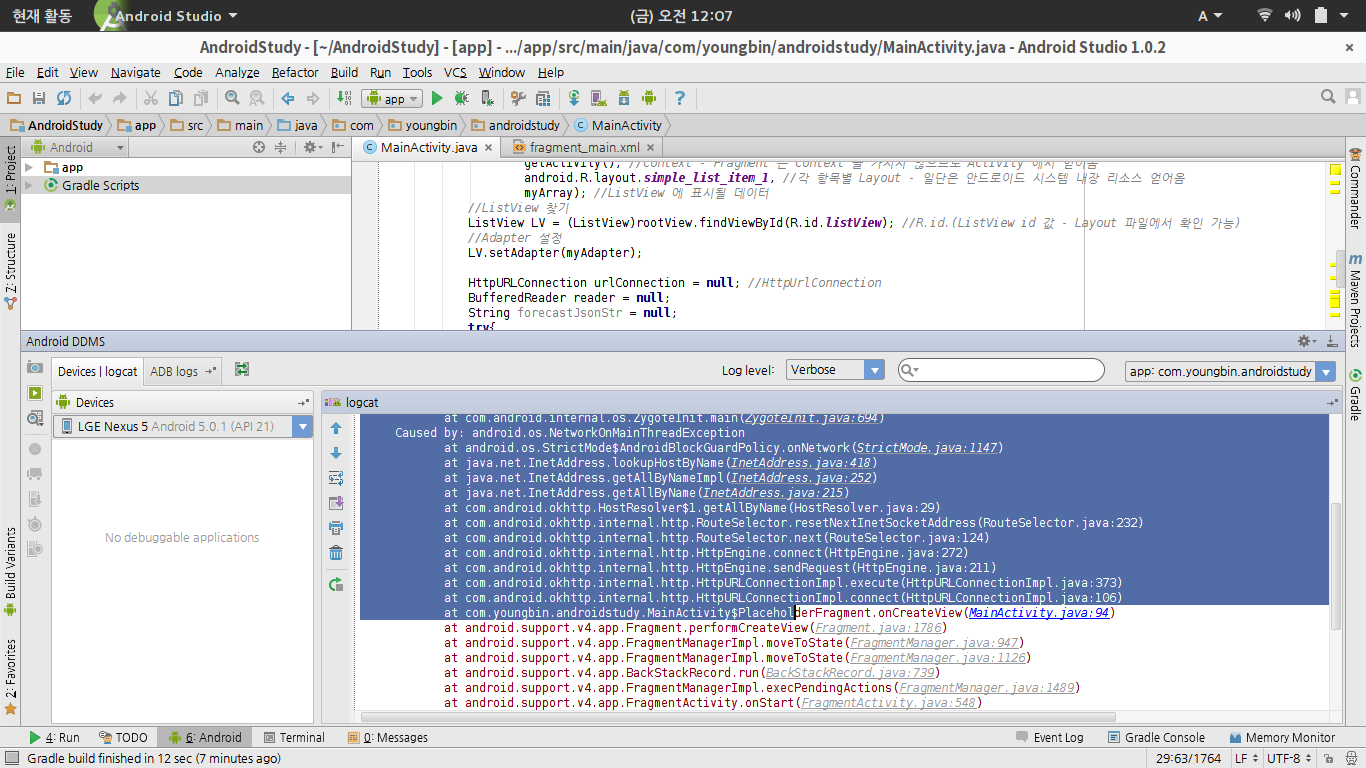 현재 활동
Android Studio
(금) 오전 12:07
A
AndroidStudy - [~/AndroidStudy] - [app] - .../app/src/main/java/com/youngbin/androidstudy/MainActivity.java - Android Studio 1.0.2
File Edit View Navigate Code Analyze Refactor Build Run Tools VCS Window Help
app
AndroidStudy app src main java com youngbin androidstudy MainActivity
Android
MainActivity.java
fragment_main.xml
1: Project
Z: Structure
Build Variants
2: Favorites
Commander
Maven Projects
Gradle
app
Gradle Scripts
getActivity(), //Context - Fragment 는 Context 를 가지지 않으므로 Activity 에서 얻어옴
android.R.layout.simple_list_item_1, //각 항목별 Layout - 일단은 안드로이드 시스템 내장 리소스 얻어옴
myArray); //ListView 에 표시될 데이터
//ListView 찾기
ListView LV = (ListView)rootView.findViewById(R.id.listView); //R.id.(ListView id 값 - Layout 파일에서 확인 가능)
//Adapter 설정
LV.setAdapter(myAdapter);
HttpURLConnection urlConnection = null; //HttpUrlConnection
BufferedReader reader = null;
String forecastJsonStr = null;
try{
Android DDMS
Devices | logcat
ADB logs
Log level:
Verbose
app: com.youngbin.androidstudy
Devices
LGE Nexus 5 Android 5.0.1 (API 21)
No debuggable applications
logcat
at com.android.internal.os.ZygoteInit.main(ZygoteInit.java:694)
Caused by: android.os.NetworkOnMainThreadException
at android.os.StrictMode$AndroidBlockGuardPolicy.onNetwork(StrictMode.java:1147)
at java.net.InetAddress.lookupHostByName(InetAddress.java:418)
at java.net.InetAddress.getAllByNameImpl(InetAddress.java:252)
at java.net.InetAddress.getAllByName(InetAddress.java:215)
at com.android.okhttp.HostResolver$1.getAllByName(HostResolver.java:29)
at com.android.okhttp.internal.http.RouteSelector.resetNextInetSocketAddress(RouteSelector.java:232)
at com.android.okhttp.internal.http.RouteSelector.next(RouteSelector.java:124)
at com.android.okhttp.internal.http.HttpEngine.connect(HttpEngine.java:272)
at com.android.okhttp.internal.http.HttpEngine.sendRequest(HttpEngine.java:211)
at com.android.okhttp.internal.http.HttpURLConnectionImpl.execute(HttpURLConnectionImpl.java:373)
at com.android.okhttp.internal.http.HttpURLConnectionImpl.connect(HttpURLConnectionImpl.java:106)
at com.youngbin.androidstudy.MainActivity$PlaceholderFragment.onCreateView(MainActivity.java:94)
at android.support.v4.app.Fragment.performCreateView(Fragment.java:1786)
at android.support.v4.app.FragmentManagerImpl.moveToState(FragmentManager.java:947)
at android.support.v4.app.FragmentManagerImpl.moveToState(FragmentManager.java:1126)
at android.support.v4.app.BackStackRecord.run(BackStackRecord.java:739)
at android.support.v4.app.FragmentManagerImpl.execPendingActions(FragmentManager.java:1489)
at android.support.v4.app.FragmentActivity.onStart(FragmentActivity.java:548)
4: Run
TODO
6: Android
Terminal
0: Messages
Event Log
Gradle Console
Memory Monitor
Gradle build finished in 12 sec (7 minutes ago)
29:63/1764
LF
UTF-8